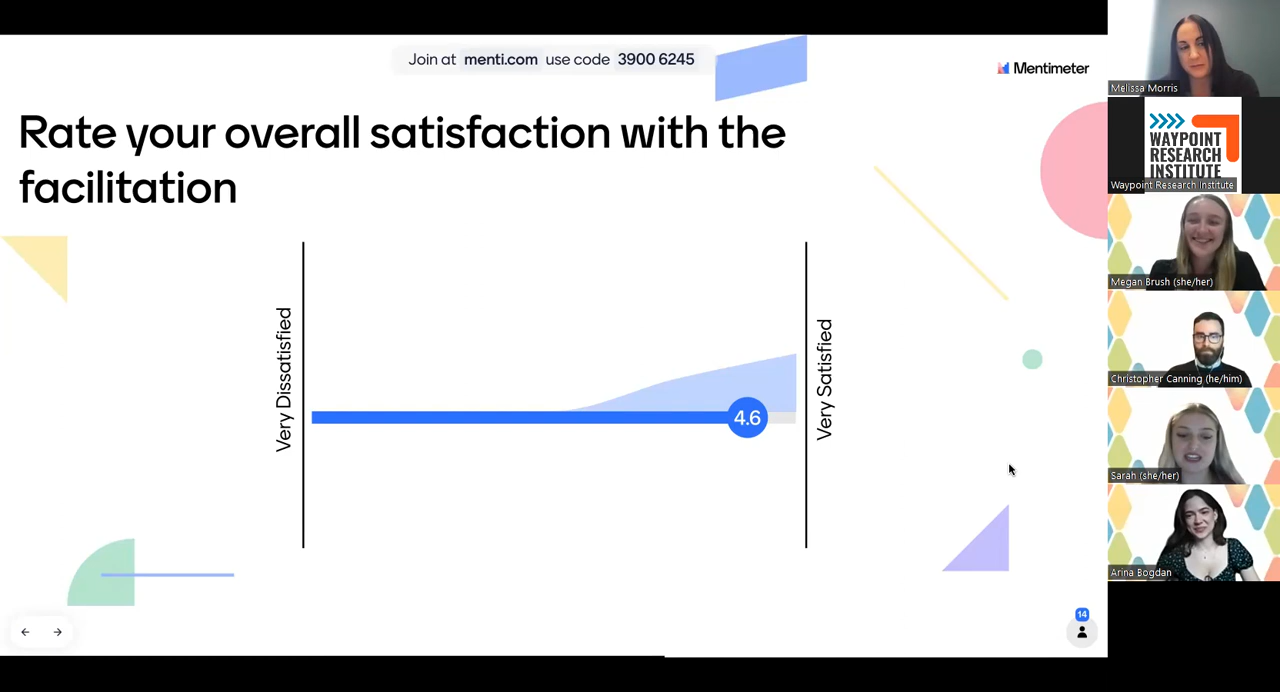 Join at menti.com use code 3900 6245
Mentimeter
Rate your overall satisfaction with the
facilitation
Very Dissatisfied
4.6
Very Satisfied
14
Melissa Morris
WAYPOINT
RESEARCH
INSTITUTE
Waypoint Research Institute
Megan Brush (she/her)
Christopher Canning (he/him)
Sarah (she/her)
Arina Bogdan